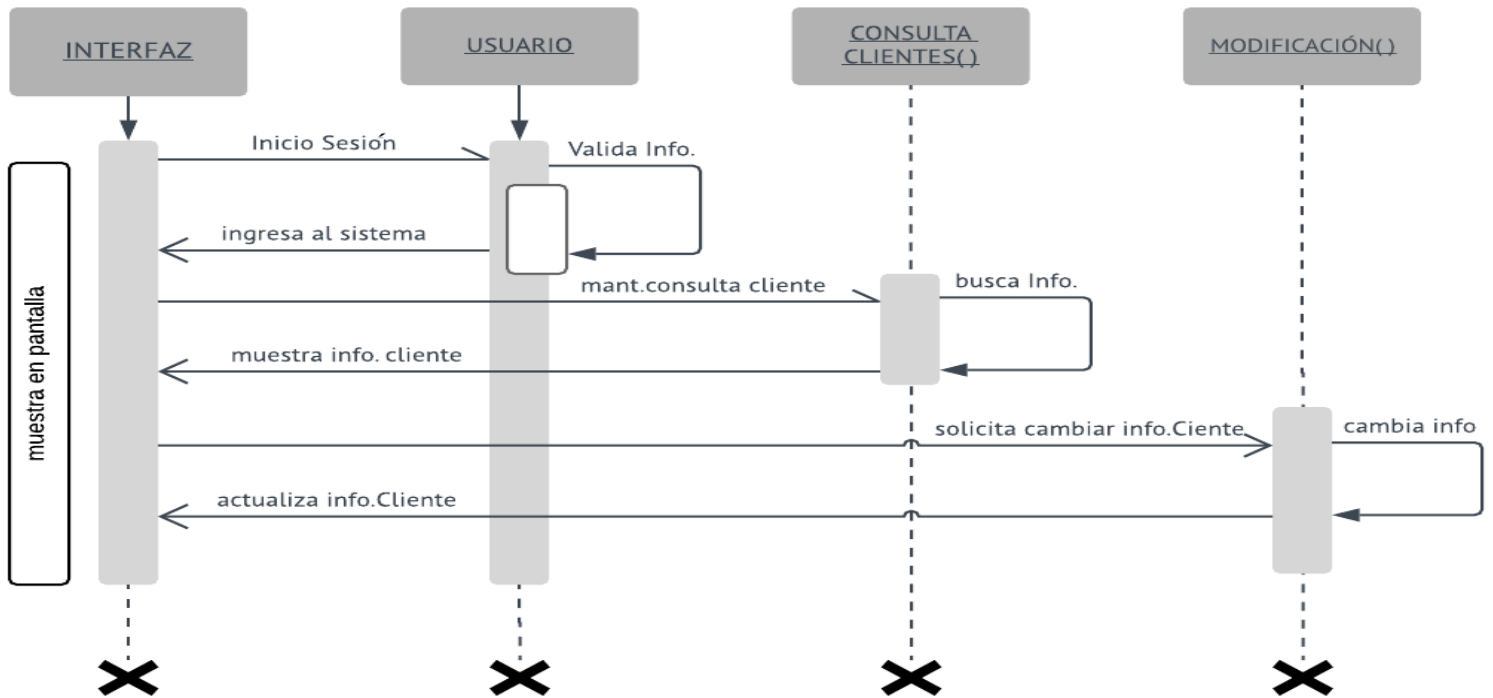 INTERFAZ
USUARIO
CONSULTA
CLIENTES()
MODIFICACIÓN()
Inicio Sesión
Valida Info.
ingresa al sistema
mant.consulta cliente
busca Info.
muestra info. cliente
muestra en pantalla
solicita cambiar info.Ciente
cambia info
actualiza info.Cliente